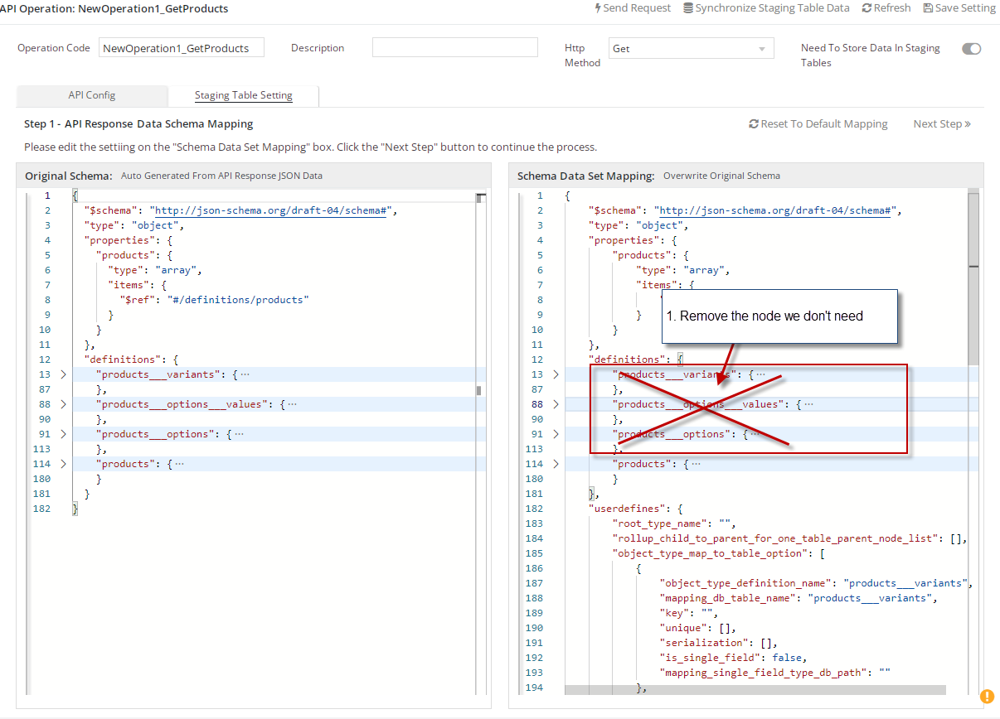 API Operation: NewOperation1_GetProducts
Send Request Synchronize Staging Table Data Refresh Save Setting
Operation Code NewOperation1_GetProducts Description Http Method Get Need To Store Data In Staging Tables
API Config Staging Table Setting
Step 1 - API Response Data Schema Mapping
Reset To Default Mapping Next Step »
Please edit the settiing on the "Schema Data Set Mapping" box. Click the "Next Step" button to continue the process.
Original Schema: Auto Generated From API Response JSON Data
1 {
2 "$schema": "http://json-schema.org/draft-04/schema#",
3 "type": "object",
4 "properties": {
5 "products": {
6 "type": "array",
7 "items": {
8 "$ref": "#/definitions/products"
9 }
10 }
11 },
12 "definitions": {
13 > "products___variants": { ···
87 },
88 > "products___options___values": { ···
90 },
91 > "products___options": { ···
113 },
114 > "products": { ···
180 }
181 }
182 }
Schema Data Set Mapping: Overwrite Original Schema
1 {
2 "$schema": "http://json-schema.org/draft-04/schema#",
3 "type": "object",
4 "properties": {
5 "products": {
6 "type": "array",
7 "items": {
8
9 }
10 }
11 },
12 "definitions": {
13 > "products___variants": { ···
87 },
88 > "products___options___values": { ···
90 },
91 > "products___options": { ···
113 },
114 > "products": { ···
180 }
181 },
182 "userdefines": {
183 "root_type_name": "",
184 "rollup_child_to_parent_for_one_table_parent_node_list": [],
185 "object_type_map_to_table_option": [
186 {
187 "object_type_definition_name": "products___variants",
188 "mapping_db_table_name": "products___variants",
189 "key": "",
190 "unique": [],
191 "serialization": [],
192 "is_single_field": false,
193 "mapping_single_field_type_db_path": ""
194 },
1. Remove the node we don't need